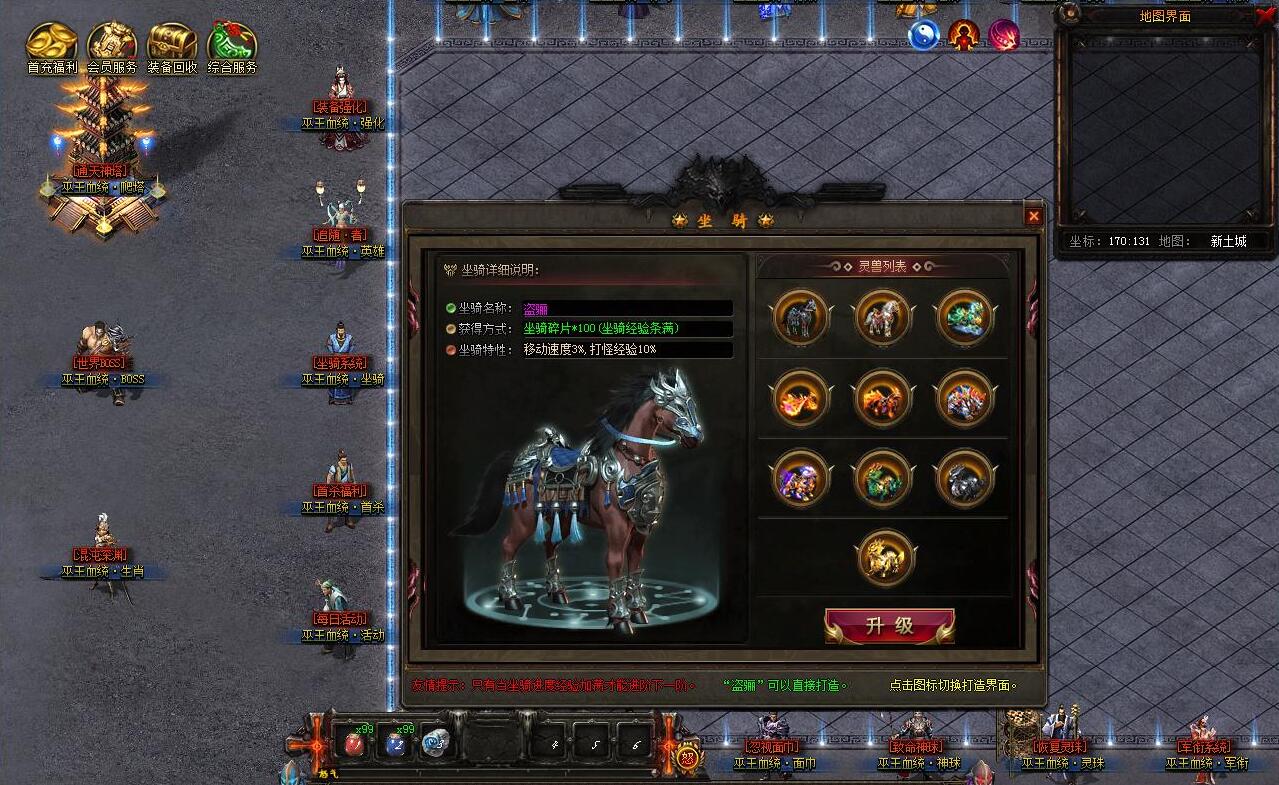 首充福利
会员服务
装备回收
综合服务
[通天神塔]
巫王血统·爬塔
[装备强化]
巫王血统·强化
[追随·者]
巫王血统·英雄
[世界BOSS]
巫王血统·BOSS
[坐骑系统]
巫王血统·坐骑
[首杀福利]
巫王血统·首杀
巫王血统·生肖
[每日活动]
巫王血统·活动
地图界面
坐标: 170:131 地图: 新土城
坐 骑
坐骑详细说明:
坐骑名称: 盗骊
获得方式: 坐骑碎片*100(坐骑经验条满)
坐骑特性: 移动速度3%,打怪经验10%
灵兽列表
升 级
友情提示: 只有当坐骑进度经验加满才能进阶下一阶。
“盗骊”可以直接打造。
点击图标切换打造界面。
x99
x99
1
2
3
4
5
6
怒气
怒
[忽视面巾]
巫王血统·面巾
[致命神珠]
巫王血统·神珠
[恢复灵珠]
巫王血统·灵珠
[军衔系统]
巫王血统·军衔